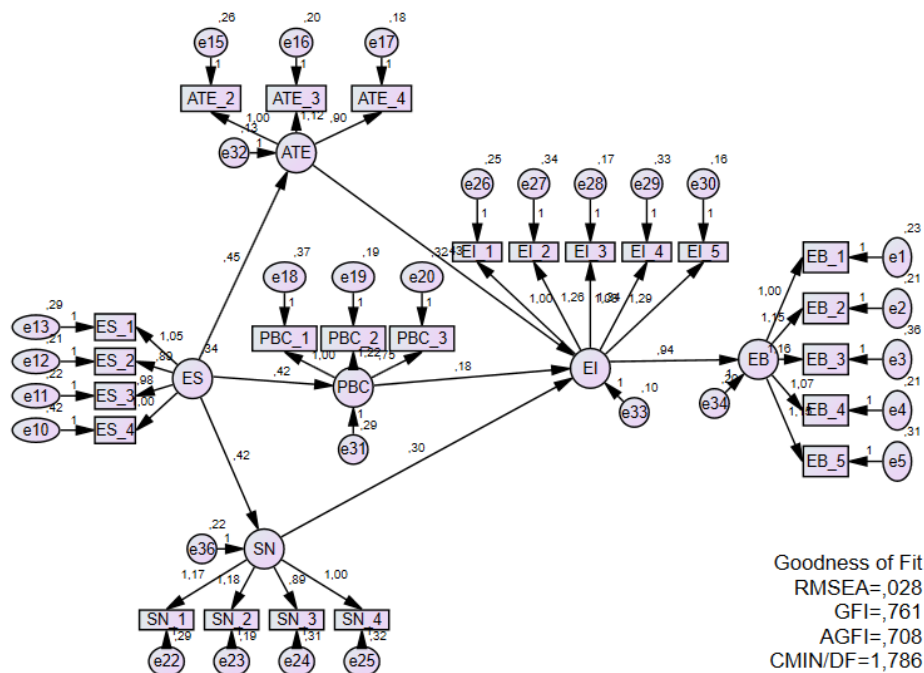 ,26 ,20 ,18
e15 e16 e17
1 1 1
ATE_2 ATE_3 ATE_4
1,00 1,12 ,90
,13
e32 1 ATE
,25 ,34 ,17 ,33 ,16
e26 e27 e28 e29 e30
1 1 1 1 1
EI_1 EI_2 EI_3 EI_4 EI_5
1,00 1,26 1,29
,45
,37 ,19 ,32
e18 e19 e20
1 1 1
PBC_1 PBC_2 PBC_3
1,00 1,22 ,75
,23
EB_1 1 e1
,21
EB_2 1 e2
,36
EB_3 1 e3
,21
EB_4 1 e4
,31
EB_5 1 e5
1,00
1,15
1,16
1,07
,29
e13 1 ES_1 1,05
,21
e12 1 ES_2 ,89
,22
e11 1 ES_3 ,98
,42
e10 1 ES_4 ,00
,34
ES ,42 PBC ,18 EI ,94 EB
1
,29
e31
1 ,10
e33
e34
,42
,30
,22
e36 1 SN
1,17 1,18 ,89 1,00
SN_1 SN_2 SN_3 SN_4
,29 ,19 ,31 ,32
e22 e23 e24 e25
Goodness of Fit
RMSEA=,028
GFI=,761
AGFI=,708
CMIN/DF=1,786